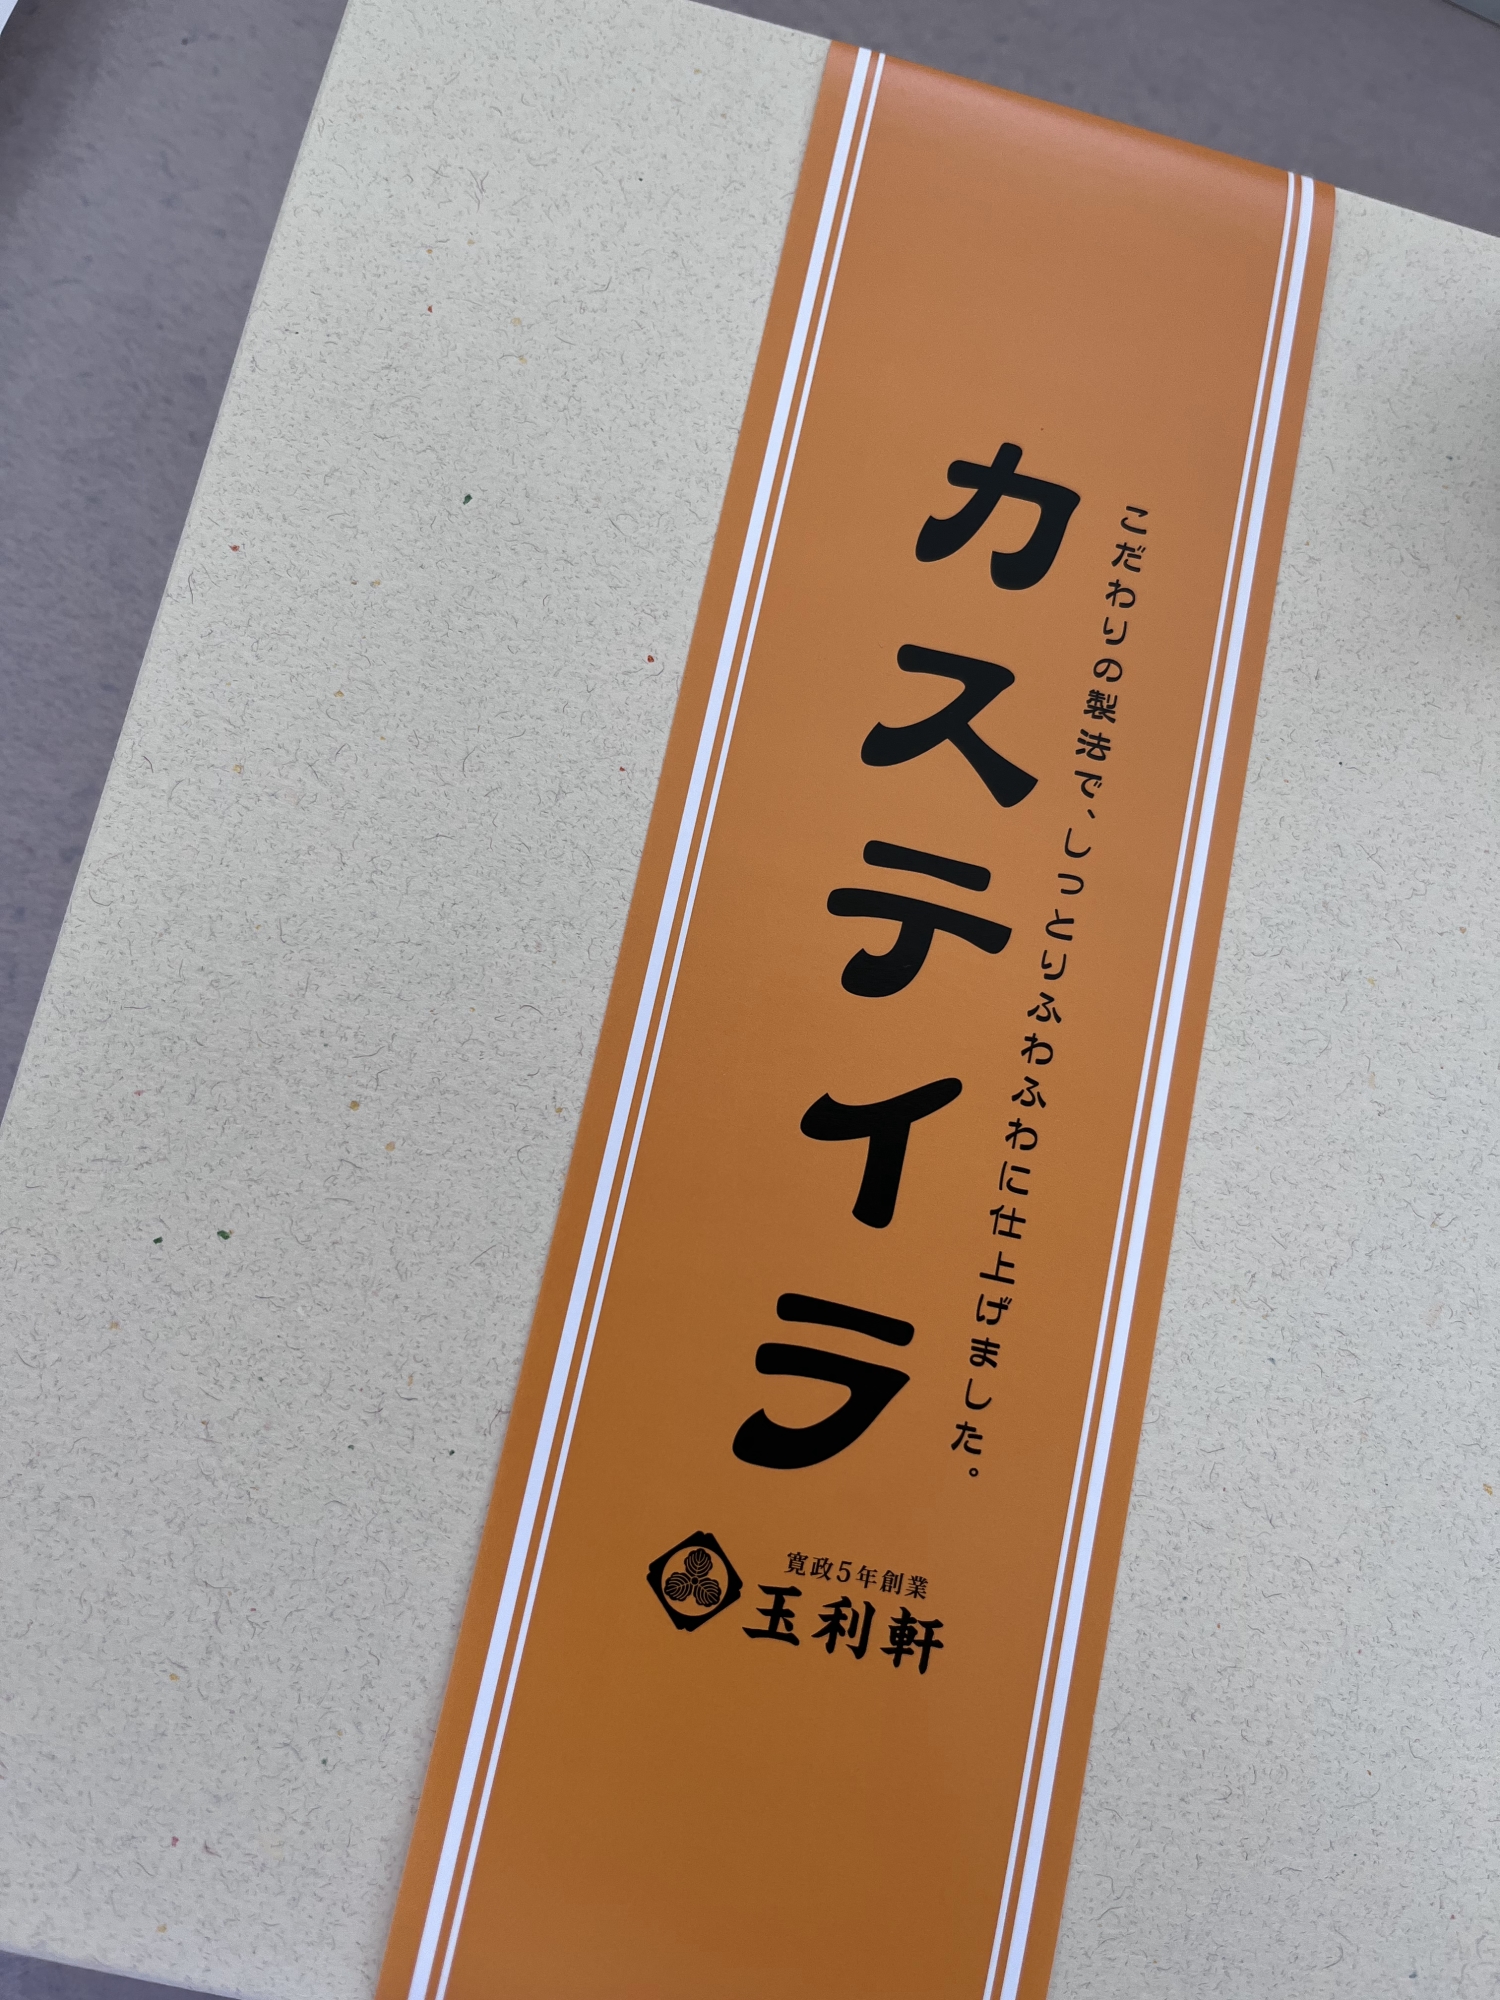 こだわりの製法で、しっとりふわふわに仕上げました。
カステイラ
寛政5年創業
玉利軒